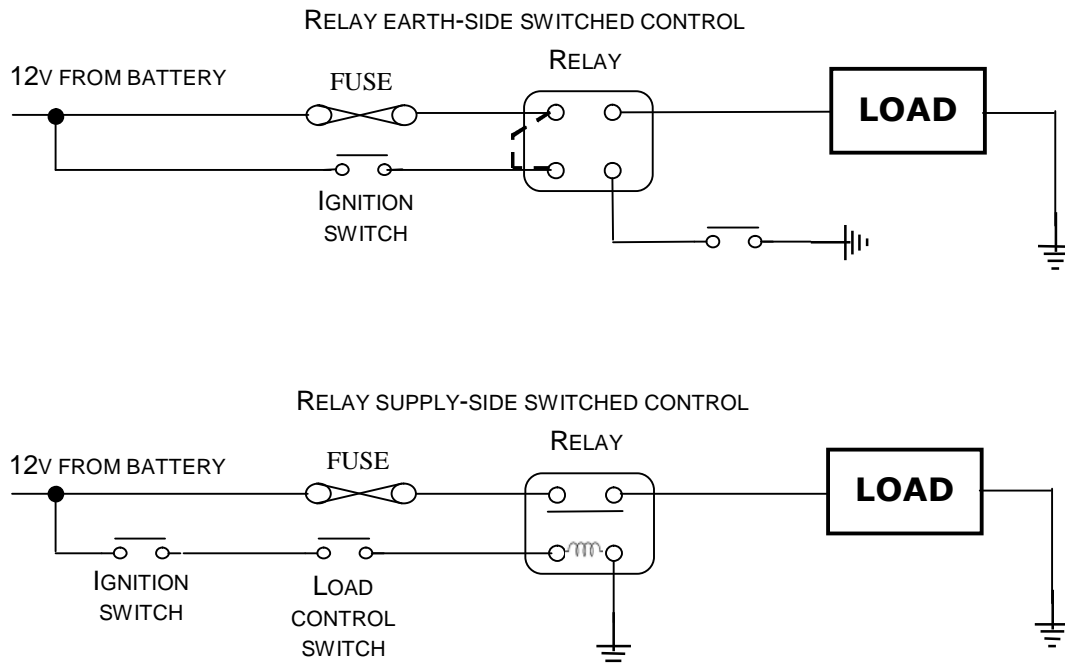 RELAY EARTH-SIDE SWITCHED CONTROL
RELAY
12V FROM BATTERY
FUSE
LOAD
IGNITION
SWITCH
RELAY SUPPLY-SIDE SWITCHED CONTROL
RELAY
12V FROM BATTERY
FUSE
LOAD
IGNITION
SWITCH
LOAD
CONTROL
SWITCH